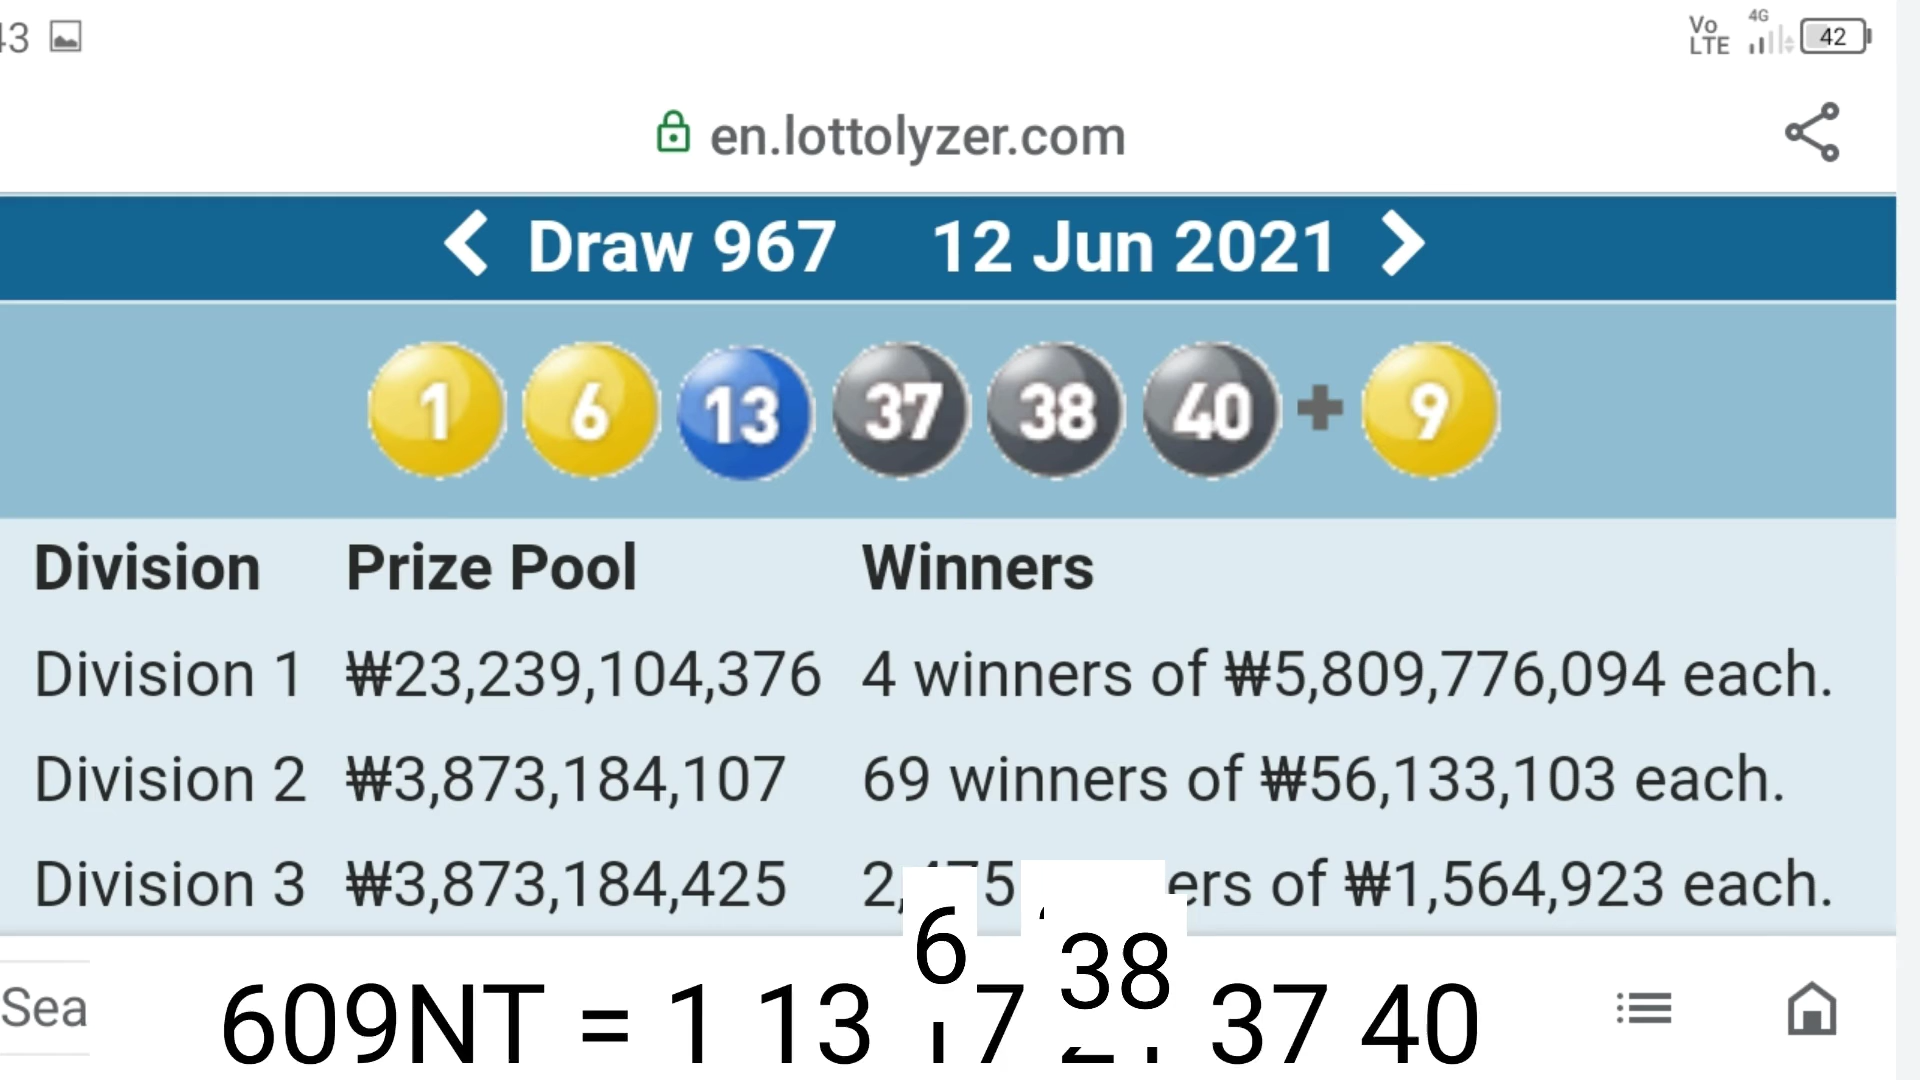 42
4G
Vo
LTE
en.lottolyzer.com
Draw 967 12 Jun 2021
1 6 13 37 38 40 + 9
Division Prize Pool Winners
Division 1 ₩23,239,104,376 4 winners of ₩5,809,776,094 each.
Division 2 ₩3,873,184,107 69 winners of ₩56,133,103 each.
Division 3 ₩3,873,184,425 of ₩1,564,923 each.
6 38
Sea
609NT = 1 13 37 40